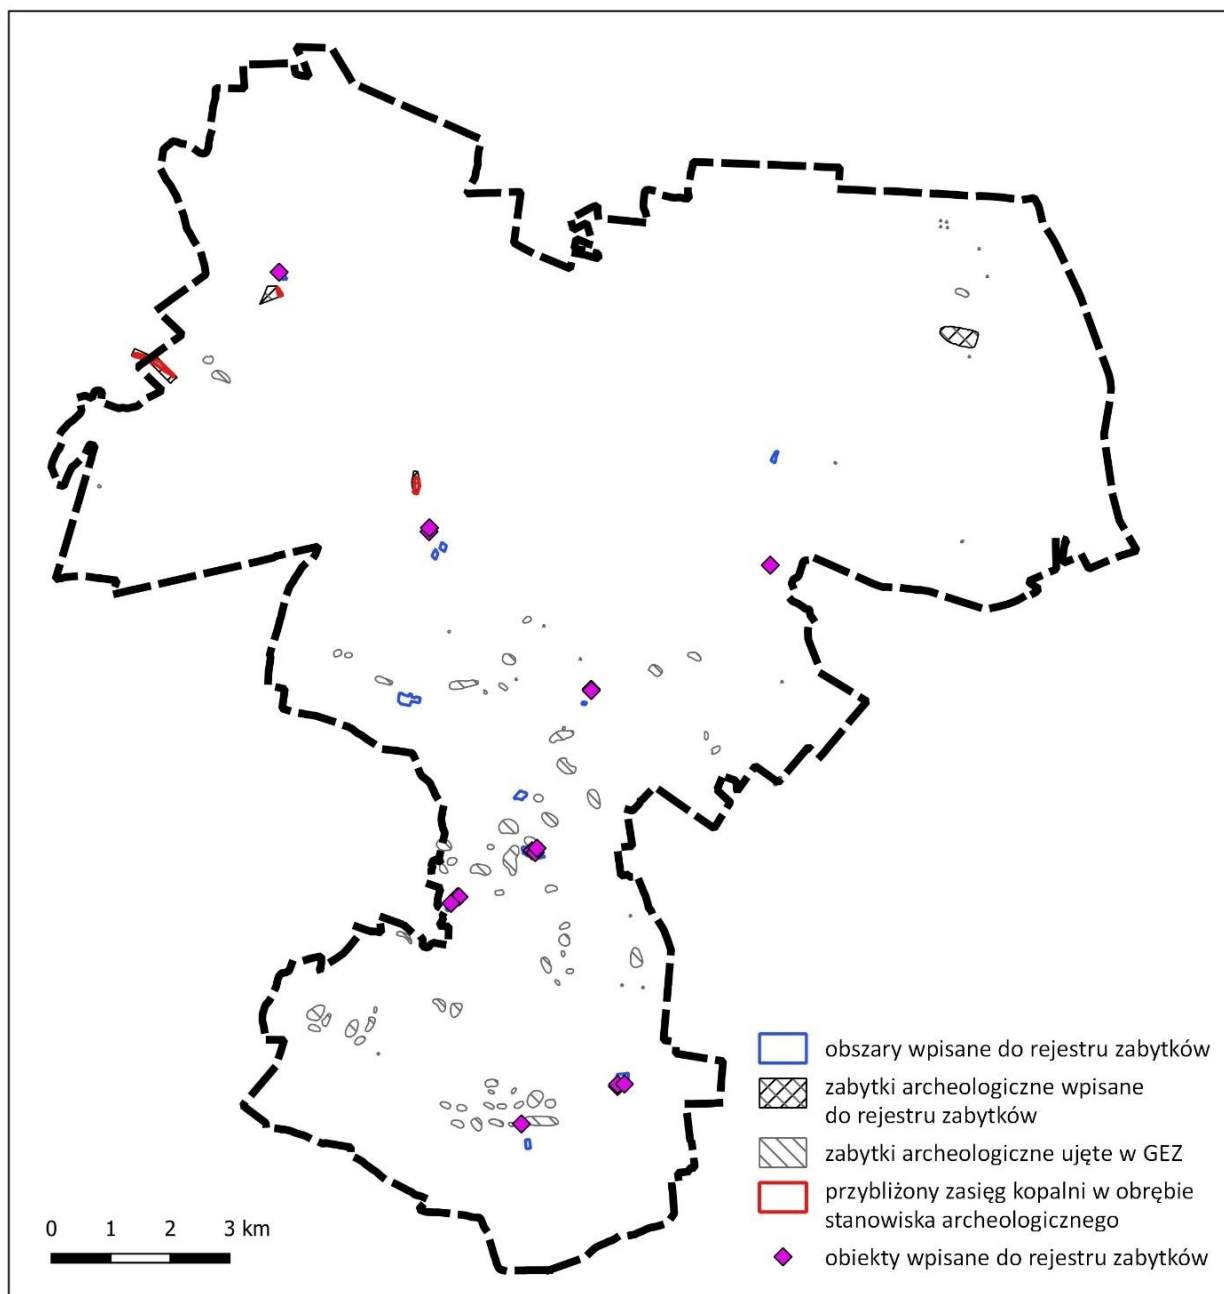 obszary wpisane do rejestru zabytków
zabytki archeologiczne wpisane
do rejestru zabytków
zabytki archeologiczne ujęte w GEZ
przybliżony zasięg kopalni w obrębie
stanowiska archeologicznego
obiekty wpisane do rejestru zabytków
0 1 2 3 km